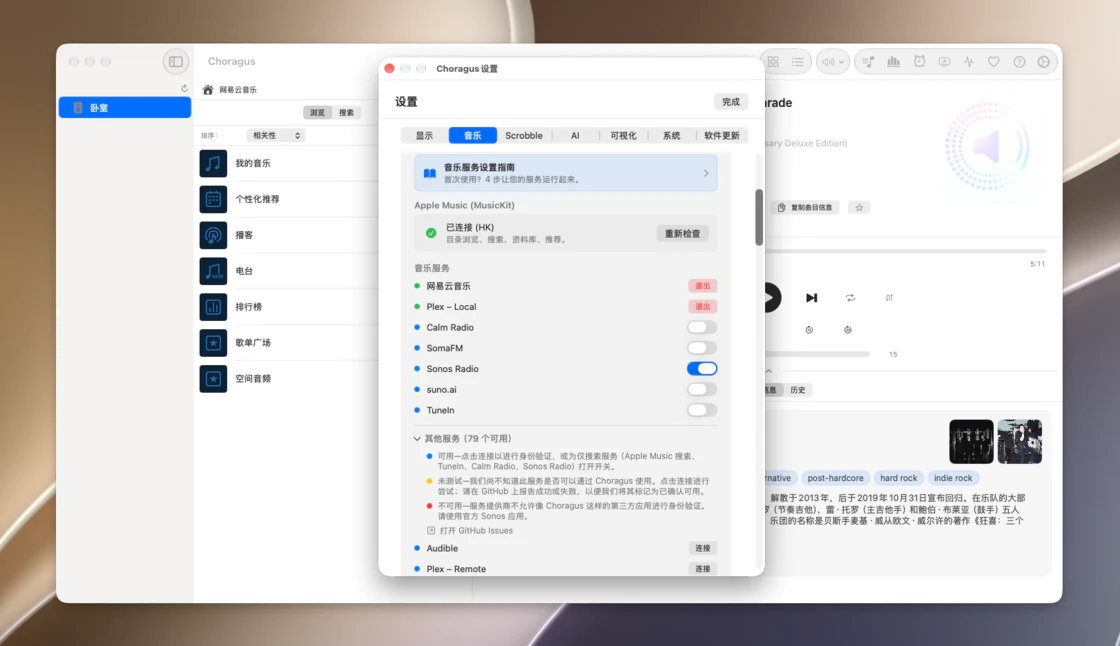 Choragus
卧室
网易云音乐
浏览
搜索
排序:
相关性
我的音乐
个性化推荐
播客
电台
排行榜
歌单广场
空间音频
Choragus 设置
设置
完成
显示
音乐
Scrobble
AI
可视化
系统
软件更新
音乐服务设置指南
首次使用？4 步让您的服务运行起来。
Apple Music (MusicKit)
已连接 (HK)
目录浏览、搜索、资料库、推荐。
重新检查
音乐服务
网易云音乐
退出
Plex – Local
退出
Calm Radio
SomaFM
Sonos Radio
suno.ai
TuneIn
其他服务（79 个可用）
可用—点击连接以进行身份验证，或为仅搜索服务（Apple Music 搜索、
TuneIn、Calm Radio、Sonos Radio）打开开关。
未测试—我们尚不知道此服务是否可以通过 Choragus 使用。点击连接进行
尝试；请在 GitHub 上报告成功或失败，以便我们将其标记为已确认可用。
不可用—服务提供商不允许像 Choragus 这样的第三方应用进行身份验证。
请使用官方 Sonos 应用。
打开 GitHub Issues
Audible
连接
Plex – Remote
连接
arade
sary Deluxe Edition)
复制曲目信息
5:11
15
息
历史
native
post-hardcore
hard rock
indie rock
解散于2013年，后于2019年10月31日宣布回归。在乐队的大部
罗（节奏吉他）、雷·托罗（主吉他手）和鲍伯·布莱亚（鼓手）五人
乐团的名称是贝斯手麦基·威从欧文·威尔许的著作《狂喜：三个